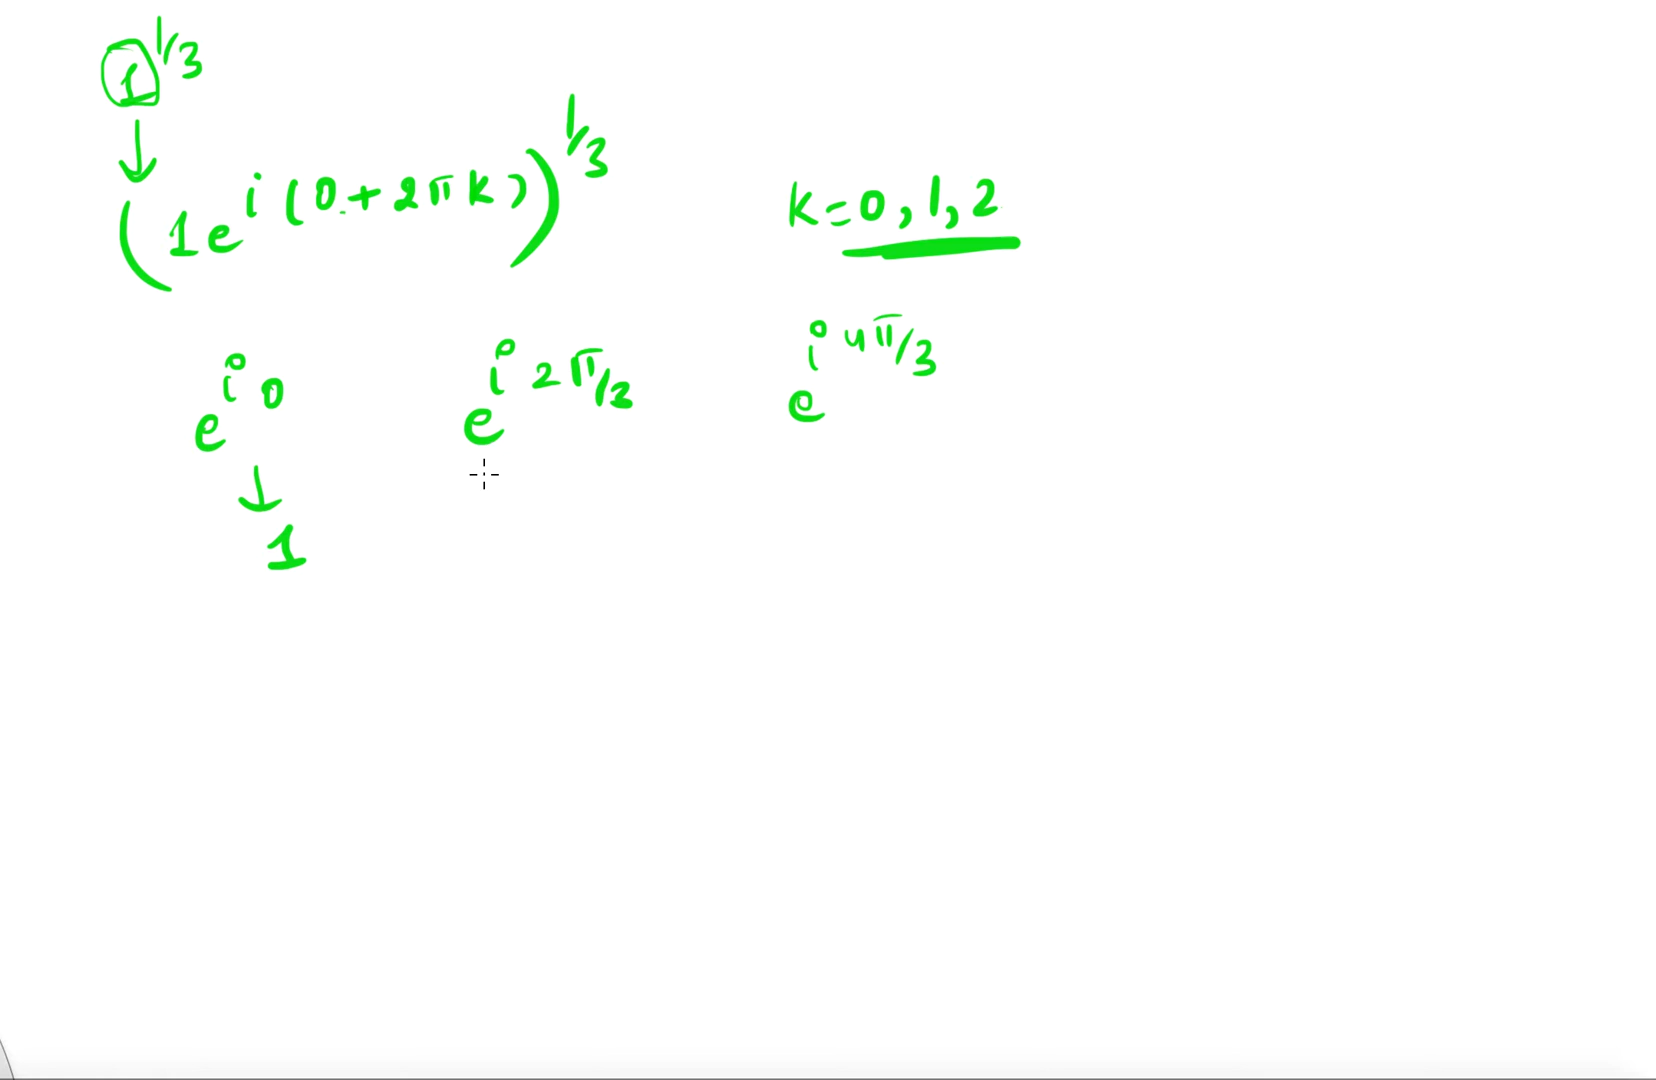 1^{1/3}
↓
(1e^{i(0+2πk)})^{1/3}    k=0,1,2
e^{i0}    e^{i2π/3}    e^{i4π/3}
↓
1